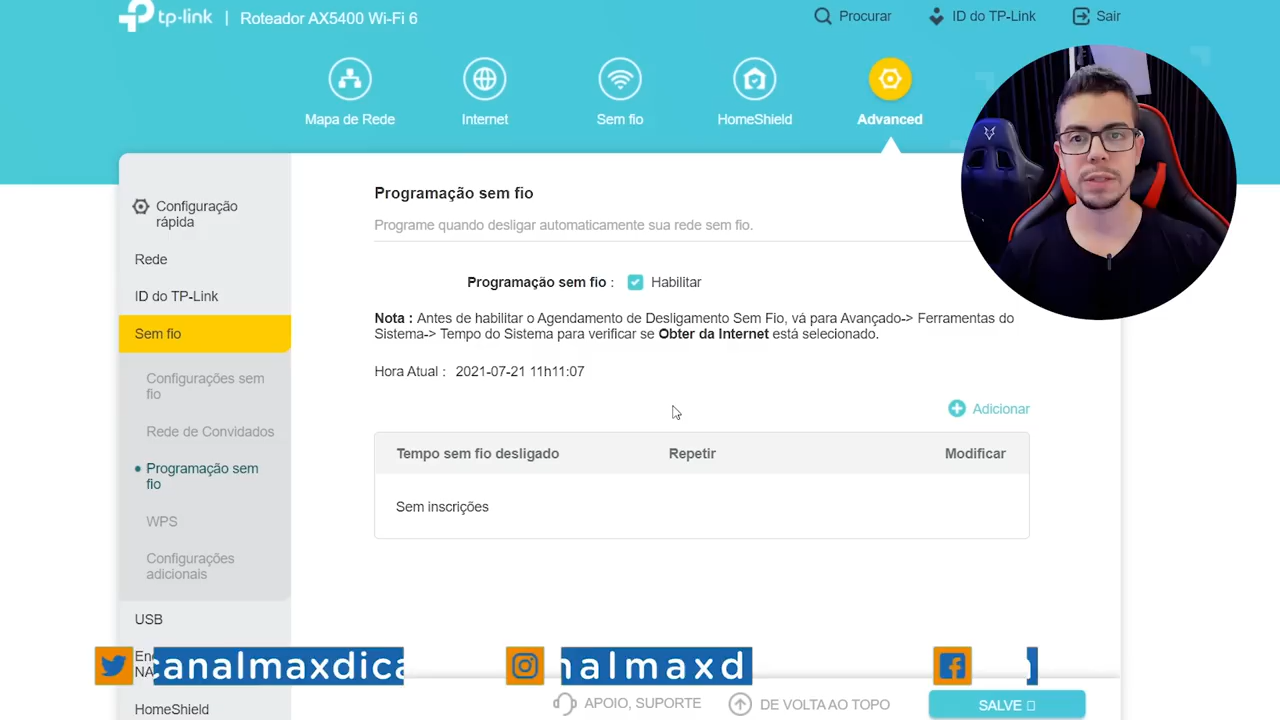 tp-link | Roteador AX5400 Wi-Fi 6
Procurar
ID do TP-Link
Sair
Mapa de Rede
Internet
Sem fio
HomeShield
Advanced
Configuração
rápida
Rede
ID do TP-Link
Sem fio
Configurações sem
fio
Rede de Convidados
Programação sem
fio
WPS
Configurações
adicionais
USB
HomeShield
Programação sem fio
Programe quando desligar automaticamente sua rede sem fio.
Programação sem fio : Habilitar
Nota : Antes de habilitar o Agendamento de Desligamento Sem Fio, vá para Avançado-> Ferramentas do
Sistema-> Tempo do Sistema para verificar se Obter da Internet está selecionado.
Hora Atual : 2021-07-21 11h11:07
Adicionar
Tempo sem fio desligado Repetir Modificar
Sem inscrições
canalmaxdica
nalmaxd
APOIO, SUPORTE
DE VOLTA AO TOPO
SALVE